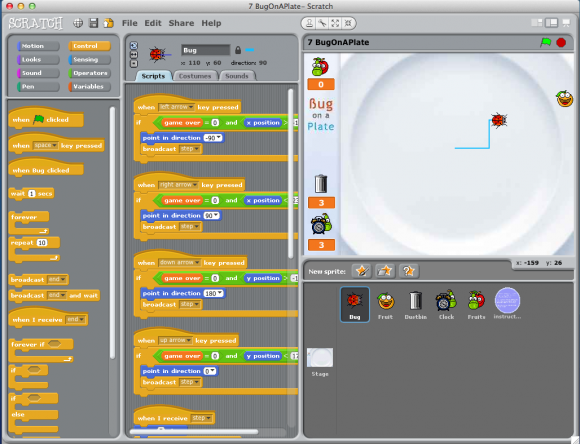 7 BugOnAPlate– Scratch
SCRATCH File Edit Share Help
Motion Control
Looks Sensing
Sound Operators
Pen Variables
when clicked
when space key pressed
when Bug clicked
wait 1 secs
forever
repeat 10
broadcast end
broadcast end and wait
when I receive end
forever if
if
if
else
Bug
x: 110 y: 60 direction: 90
Scripts Costumes Sounds
when left arrow key pressed
if game over = 0 and x position > -1
point in direction -90
broadcast step
when right arrow key pressed
if game over = 0 and x position <
point in direction 90
broadcast step
when down arrow key pressed
if game over = 0 and y position > -1
point in direction 180
broadcast step
when up arrow key pressed
if game over = 0 and y position < 1
point in direction 0
broadcast step
when I receive step
7 BugOnAPlate
0
Bug
on a
Plate
3
3
x: -159 y: 26
New sprite:
Bug Fruit Dustbin Clock Fruits Instruct...
Stage